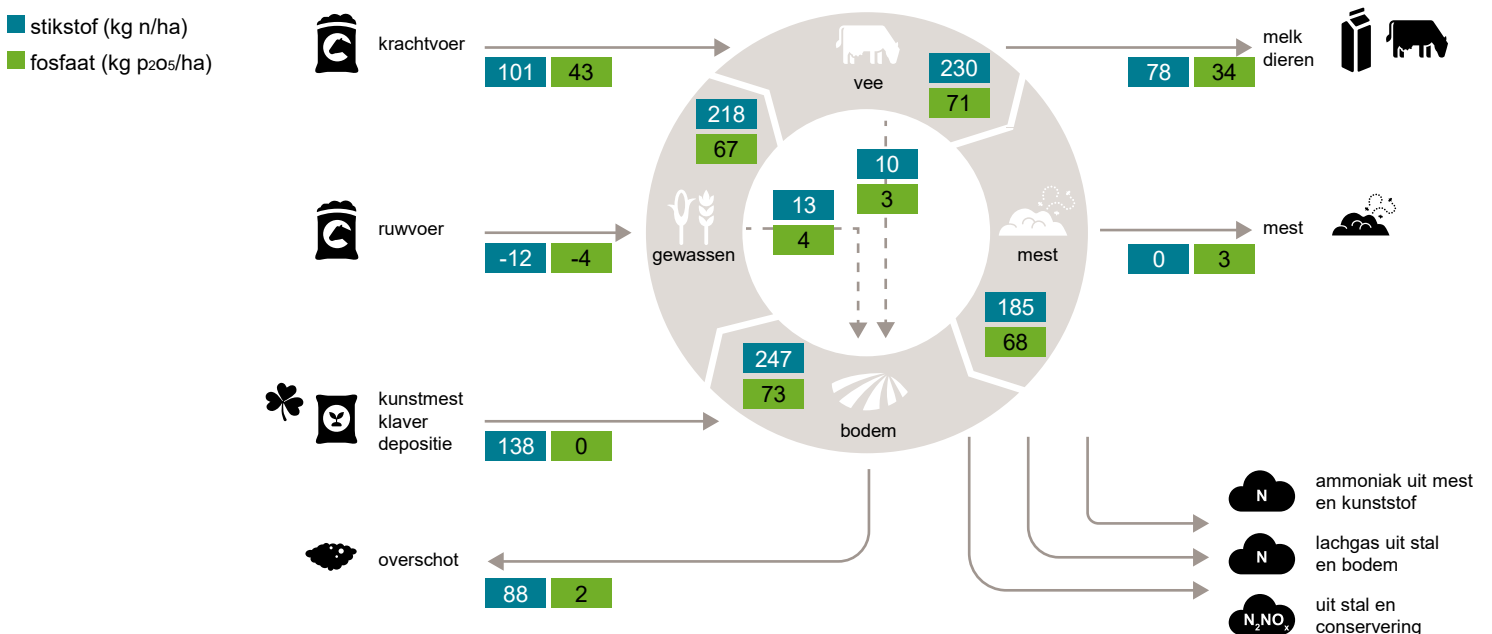 stikstof (kg n/ha)
fosfaat (kg p₂o₅/ha)
krachtvoer
101 43
vee
230
71
melk
dieren
78 34
218
67
10
3
13
4
ruwvoer
-12 -4
gewassen
mest
mest
0 3
185
68
247
73
bodem
kunstmest
klaver
depositie
138 0
overschot
88 2
N
ammoniak uit mest
en kunststof
N
lachgas uit stal
en bodem
N₂NOₓ
uit stal en
conservering